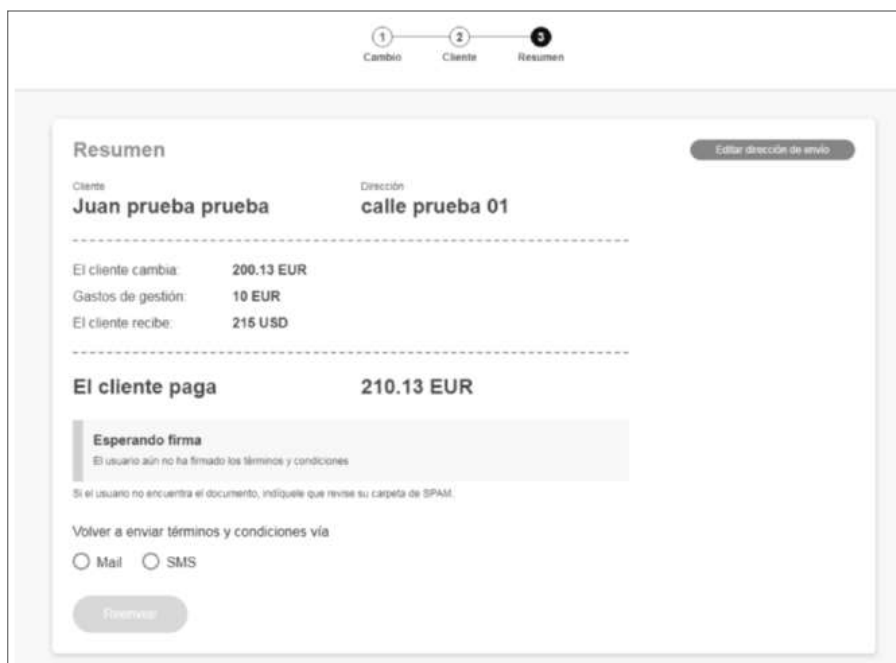 1 2 3
Cambio Cliente Resumen
Resumen
Editar dirección de envío
Cliente Dirección
Juan prueba prueba calle prueba 01
El cliente cambia: 200.13 EUR
Gastos de gestión: 10 EUR
El cliente recibe: 215 USD
El cliente paga 210.13 EUR
Esperando firma
El usuario aún no ha firmado los términos y condiciones
Si el usuario no encuentra el documento, indíquele que revise su carpeta de SPAM.
Volver a enviar términos y condiciones vía
Mail SMS
Reenviar